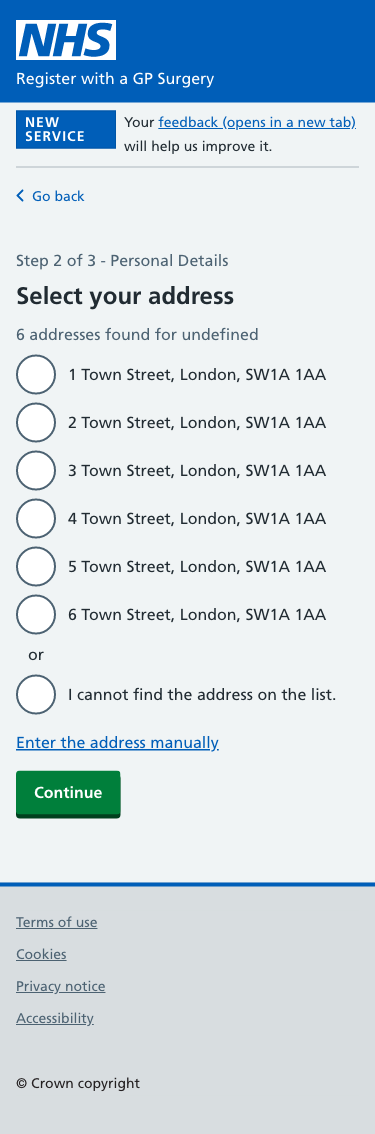 NHS
Register with a GP Surgery
NEW
SERVICE
Your feedback (opens in a new tab)
will help us improve it.
Go back
Step 2 of 3 - Personal Details
Select your address
6 addresses found for undefined
1 Town Street, London, SW1A 1AA
2 Town Street, London, SW1A 1AA
3 Town Street, London, SW1A 1AA
4 Town Street, London, SW1A 1AA
5 Town Street, London, SW1A 1AA
6 Town Street, London, SW1A 1AA
or
I cannot find the address on the list.
Enter the address manually
Continue
Terms of use
Cookies
Privacy notice
Accessibility
© Crown copyright